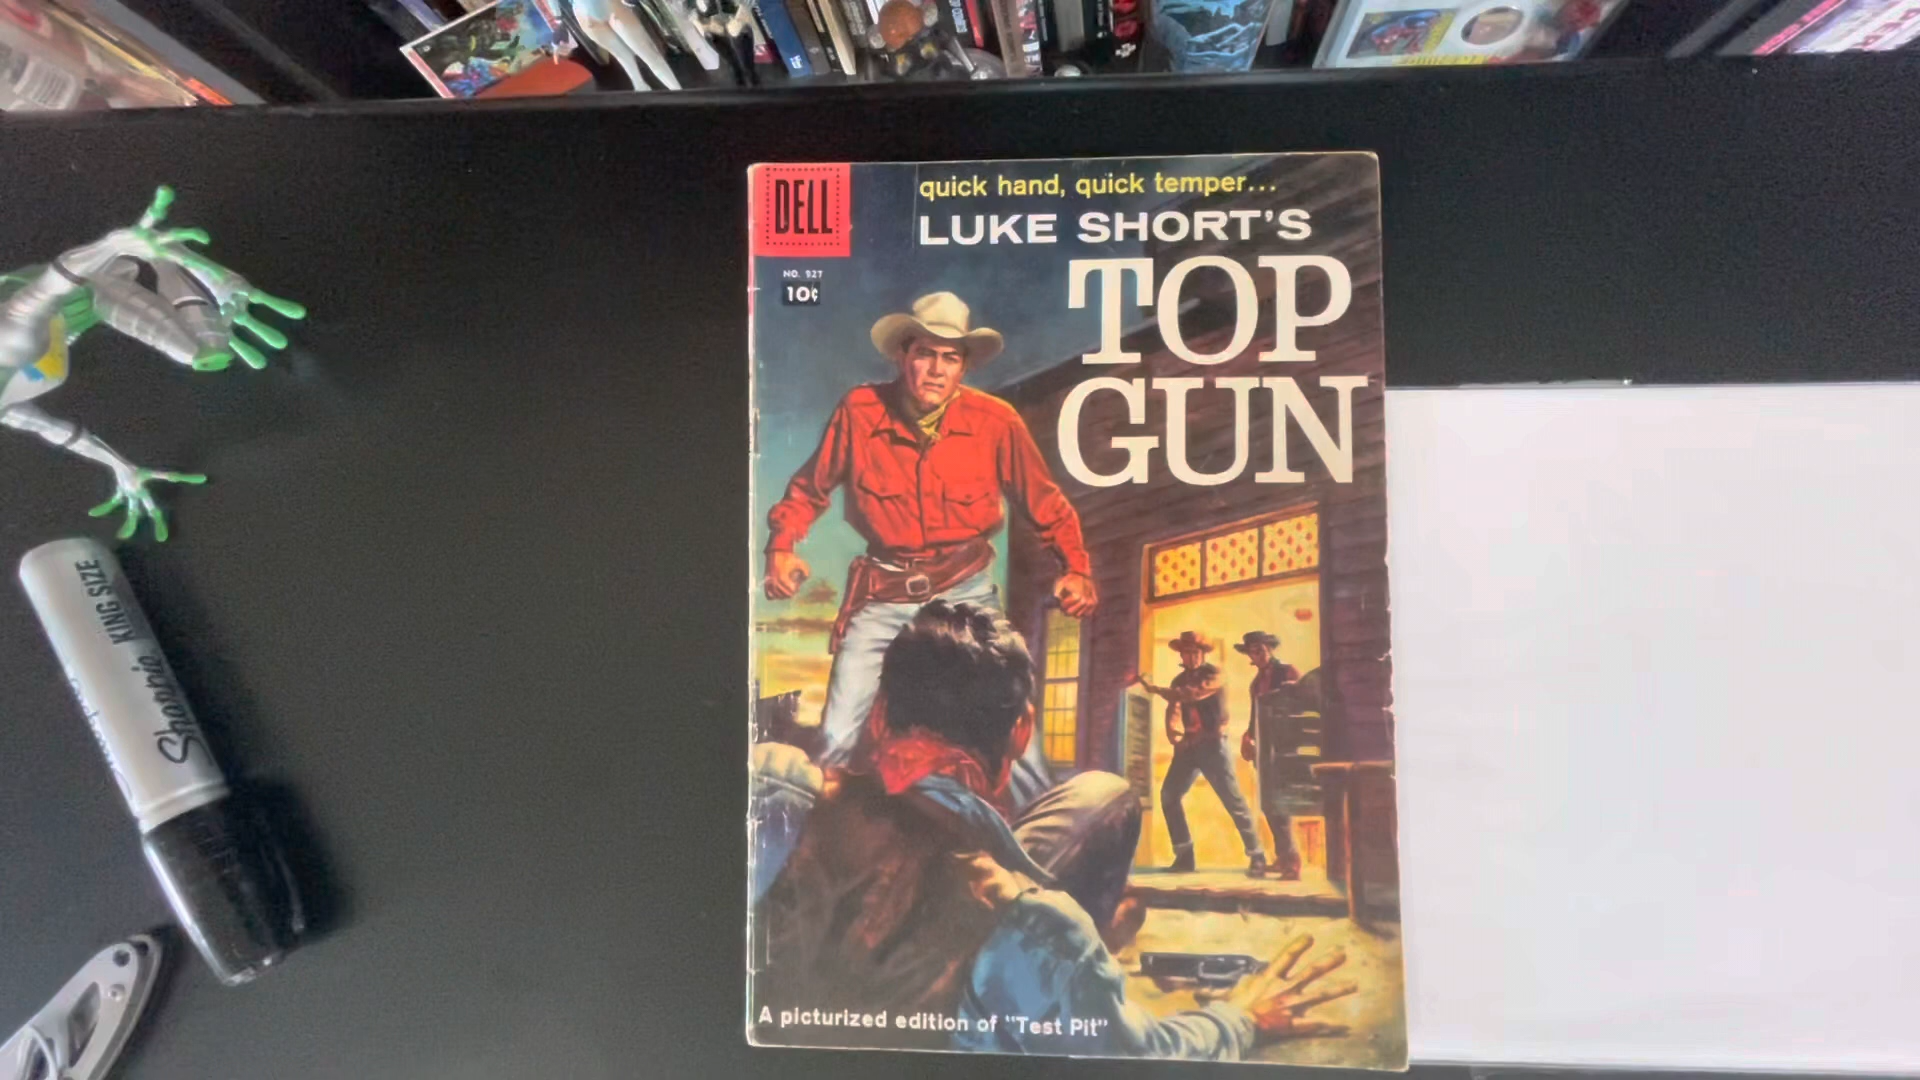 DELL
NO. 927
10¢
quick hand, quick temper...
LUKE SHORT'S
TOP
GUN
A picturized edition of "Test Pit"
KING SIZE
Sharpie